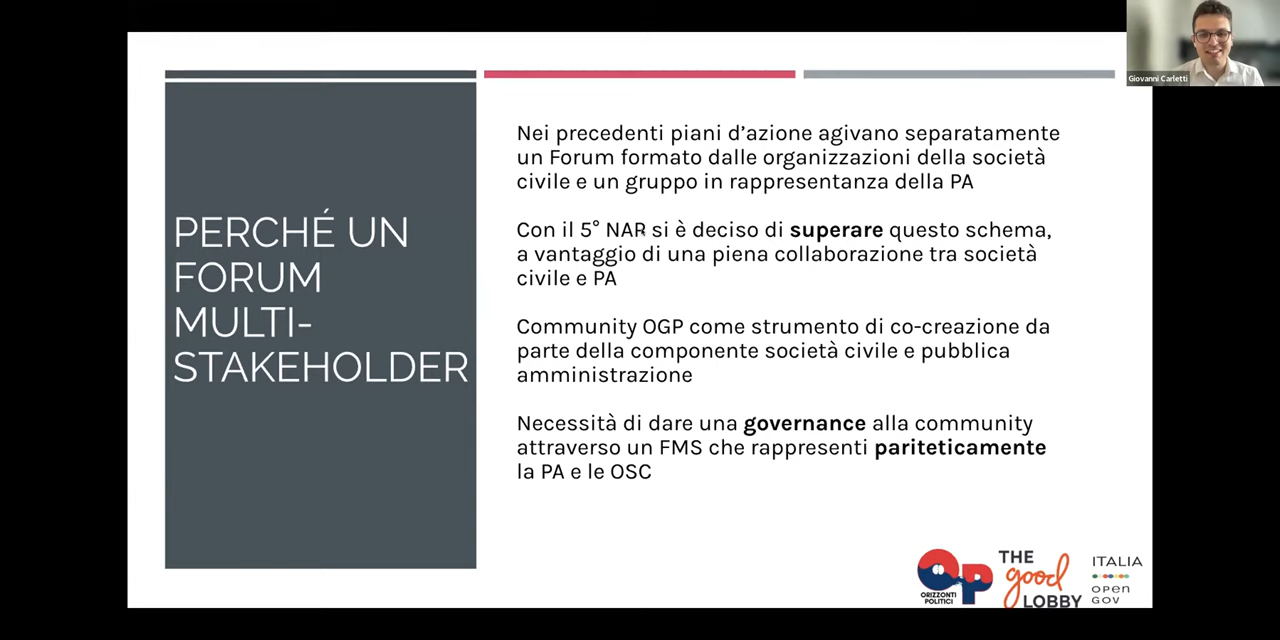 Giovanni Carletti
PERCHÉ UN
FORUM
MULTI-
STAKEHOLDER
Nei precedenti piani d’azione agivano separatamente
un Forum formato dalle organizzazioni della società
civile e un gruppo in rappresentanza della PA
Con il 5° NAP si è deciso di superare questo schema,
a vantaggio di una piena collaborazione tra società
civile e PA
Community OGP come strumento di co-creazione da
parte della componente società civile e pubblica
amministrazione
Necessità di dare una governance alla community
attraverso un FMS che rappresenti pariteticamente
la PA e le OSC
OP
ORIZZONTI
POLITICI
THE
good
LOBBY
ITALIA
OPEN
GOV